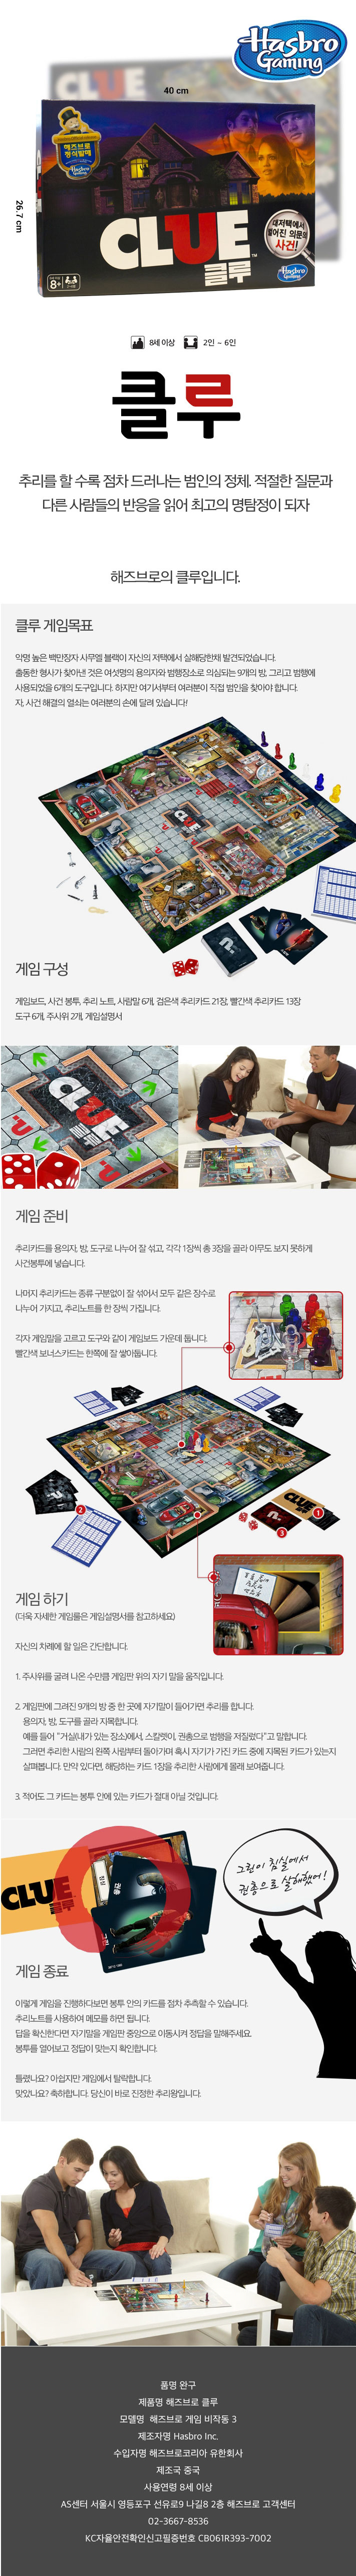 Hasbro
Gaming
CLUE
40 cm
26.7 cm
해즈브로
정식발매
Hasbro
Gaming
CLUE
클루
대저택에서
벌어진 의문의
사건!
Hasbro
Gaming
8+
8세 이상
2인 ~ 6인
클루
추리를 할 수록 점차 드러나는 범인의 정체. 적절한 질문과
다른 사람들의 반응을 읽어 최고의 명탐정이 되자
해즈브로의 클루입니다.
클루 게임목표
악명 높은 백만장자 사무엘 블랙이 자신의 저택에서 살해당한채 발견되었습니다.
출동한 형사가 찾아낸 것은 여섯명의 용의자와 범행장소로 의심되는 9개의 방, 그리고 범행에
사용되었을 6개의 도구입니다. 하지만 여기서부터 여러분이 직접 범인을 찾아야 합니다.
자, 사건 해결의 열쇠는 여러분의 손에 달려 있습니다!
CLUE
게임 구성
게임보드, 사건 봉투, 추리 노트, 사람말 6개, 검은색 추리카드 21장, 빨간색 추리카드 13장
도구 6개, 주사위 2개, 게임설명서
CLUE
게임 준비
추리카드를 용의자, 방, 도구로 나누어 잘 섞고, 각각 1장씩 총 3장을 골라 아무도 보지 못하게
사건봉투에 넣습니다.
나머지 추리카드는 종류 구분없이 잘 섞어서 모두 같은 장수로
나누어 가지고, 추리노트를 한 장씩 가집니다.
각자 게임말을 고르고 도구와 같이 게임보드 가운데 둡니다.
빨간색 보너스카드는 한쪽에 잘 쌓아둡니다.
CLUE
1
2
3
게임 하기
(더욱 자세한 게임룰은 게임설명서를 참고하세요)
자신의 차례에 할 일은 간단합니다.
1. 주사위를 굴려 나온 수만큼 게임판 위의 자기 말을 움직입니다.
2. 게임판에 그려진 9개의 방 중 한 곳에 자기말이 들어가면 추리를 합니다.
의용자, 방, 도구를 골라 지목합니다.
예를 들어 "거실(내가 있는 장소)에서, 스칼렛이, 권총으로 범행을 저질렀다"고 말합니다.
그러면 추리한 사람의 왼쪽 사람부터 돌아가며 혹시 자기가 가진 카드 중에 지목된 카드가 있는지
살펴봅니다. 만약 있다면, 해당하는 카드 1장을 추리한 사람에게 몰래 보여줍니다.
3. 적어도 그 카드는 봉투 안에 있는 카드가 절대 아닐 것입니다.
CLUE
권총
그린이 침실에서
권총으로 살해했어!
게임 종료
이렇게 게임을 진행하다보면 봉투 안의 카드를 점차 추측할 수 있습니다.
추리노트를 사용하여 메모를 하면 됩니다.
답을 확신한다면 자기말을 게임판 중앙으로 이동시켜 정답을 말해주세요.
봉투를 열어보고 정답이 맞는지 확인합니다.
틀렸나요? 아쉽지만 게임에서 탈락합니다.
맞았나요? 축하합니다. 당신이 바로 진정한 추리왕입니다.
품명 완구
제품명 해즈브로 클루
모델명 해즈브로 게임 비작동 3
제조자명 Hasbro Inc.
수입자명 해즈브로코리아 유한회사
제조국 중국
사용연령 8세 이상
AS센터 서울시 영등포구 선유로9 나길8 2층 해즈브로 고객센터
02-3667-8536
KC자율안전확인신고필증번호 CB061R393-7002